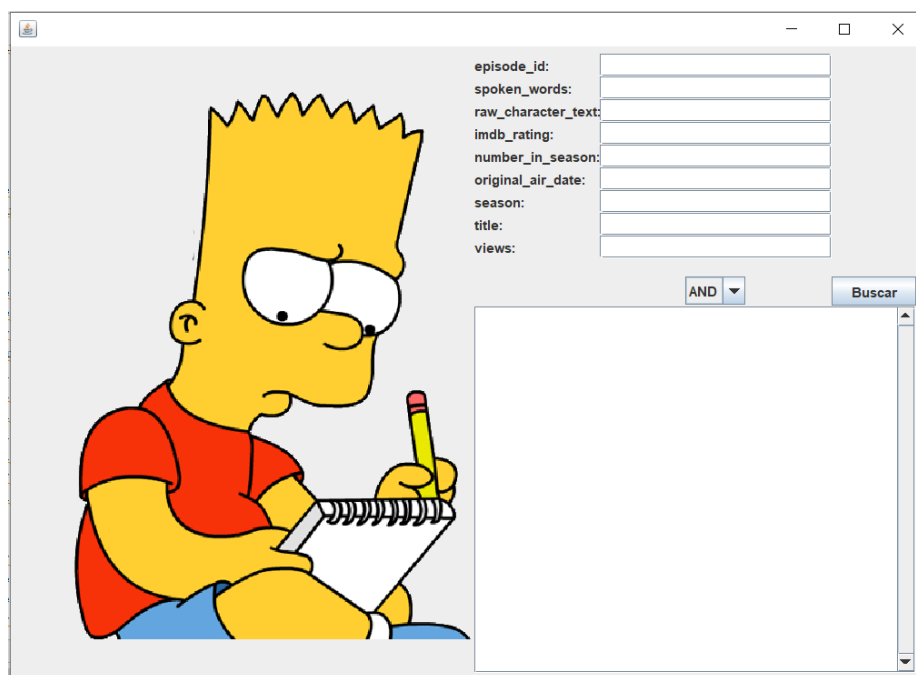 episode_id:
spoken_words:
raw_character_text:
imdb_rating:
number_in_season:
original_air_date:
season:
title:
views:
AND Buscar